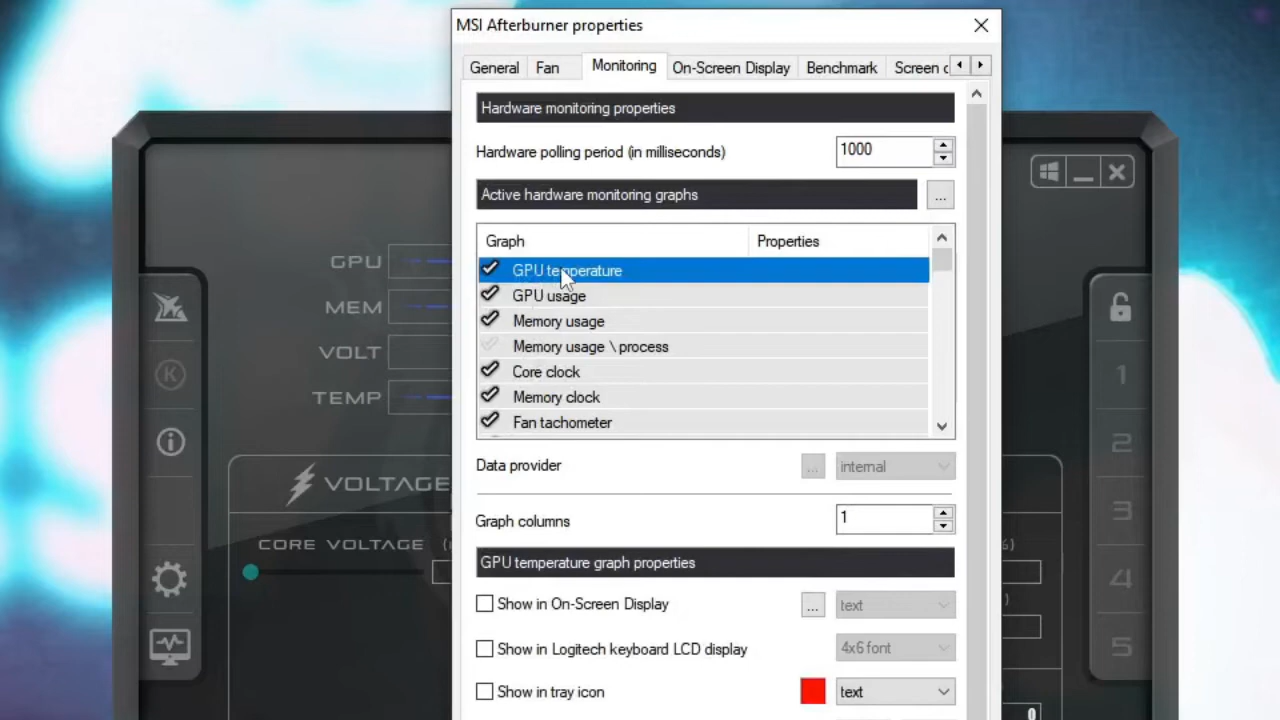 MSI Afterburner properties
General Fan Monitoring On-Screen Display Benchmark Screen c
Hardware monitoring properties
Hardware polling period (in milliseconds) 1000
Active hardware monitoring graphs ...
Graph Properties
GPU temperature
GPU usage
Memory usage
Memory usage \ process
Core clock
Memory clock
Fan tachometer
Data provider ... internal
Graph columns 1
GPU temperature graph properties
Show in On-Screen Display ... text
Show in Logitech keyboard LCD display 4x6 font
Show in tray icon text
GPU
MEM
VOLT
TEMP
K
VOLTAGE
CORE VOLTAGE (
)
)
0
1
2
3
4
5